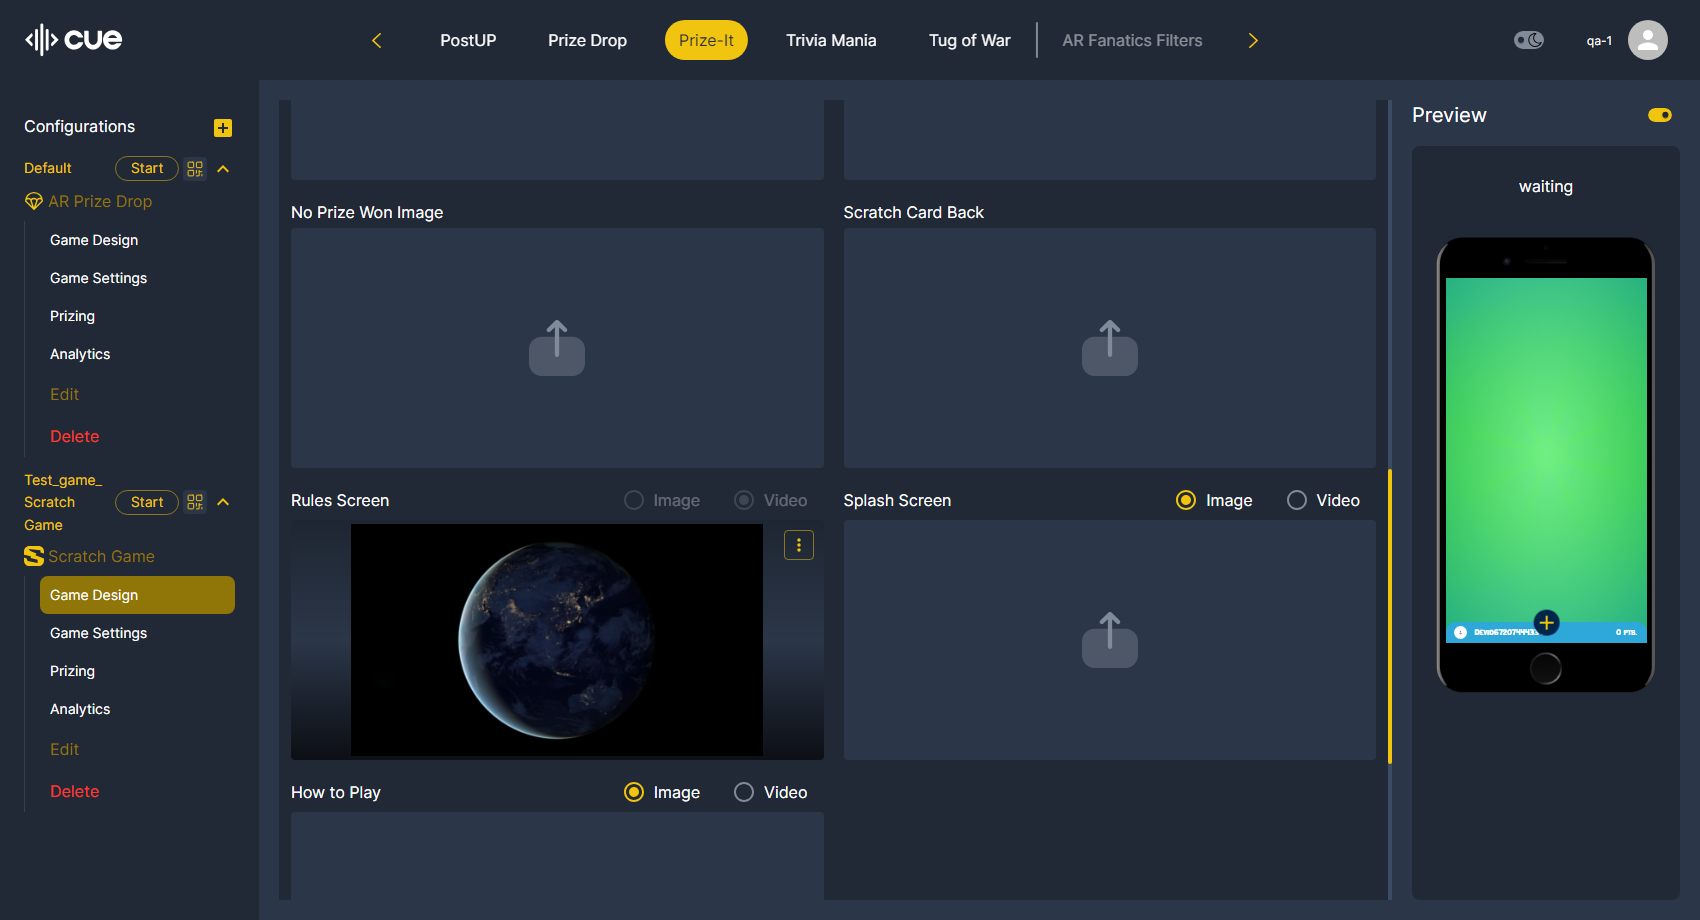 cue
PostUP
Prize Drop
Prize-It
Trivia Mania
Tug of War
AR Fanatics Filters
qa-1
Configurations
Default
Start
AR Prize Drop
Game Design
Game Settings
Prizing
Analytics
Edit
Delete
Test_game_
Scratch
Game
Start
Scratch Game
Game Design
Game Settings
Prizing
Analytics
Edit
Delete
No Prize Won Image
Scratch Card Back
Rules Screen
Image
Video
Splash Screen
Image
Video
How to Play
Image
Video
Preview
waiting
0 PTS.